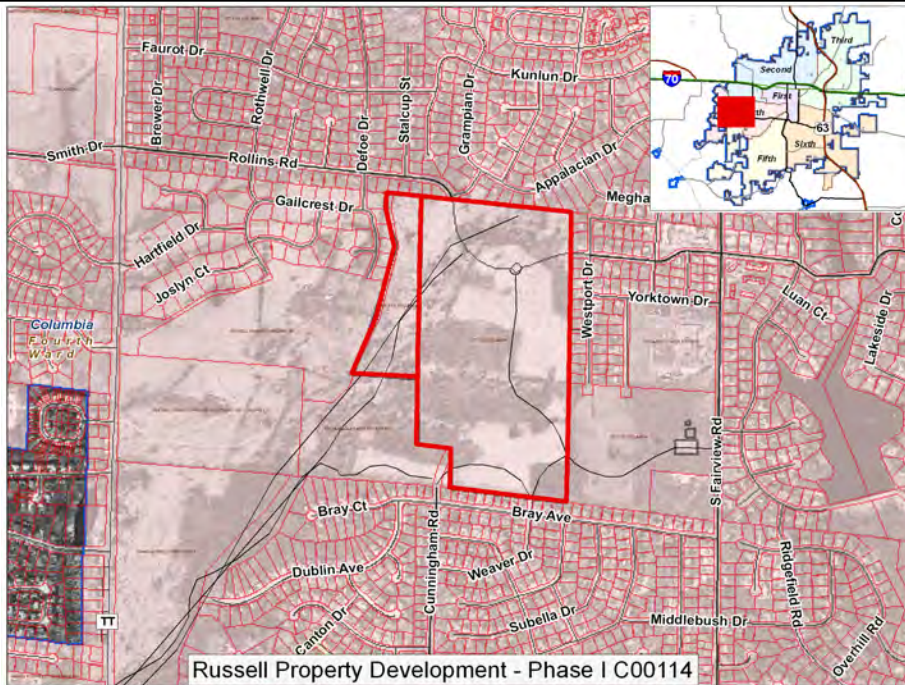 Faurot Dr
Brewer Dr
Rothwell Dr
Defoe Dr
Stalcup St
Grampian Dr
Kunlun Dr
Smith Dr
Rollins Rd
Appalacian Dr
Megha
Gailcrest Dr
Hartfield Dr
Joslyn Ct
Westport Dr
Yorktown Dr
Luan Ct
Lakeside Dr
Columbia
Fourth
Ward
S Fairview Rd
Bray Ct
Bray Ave
Dublin Ave
Cunningham Rd
Weaver Dr
Subella Dr
Canton Dr
Middlebush Dr
Ridgefield Rd
Overhill Rd
TT
Third
Second
70
First
th
63
Sixth
Fifth
Russell Property Development - Phase I C00114